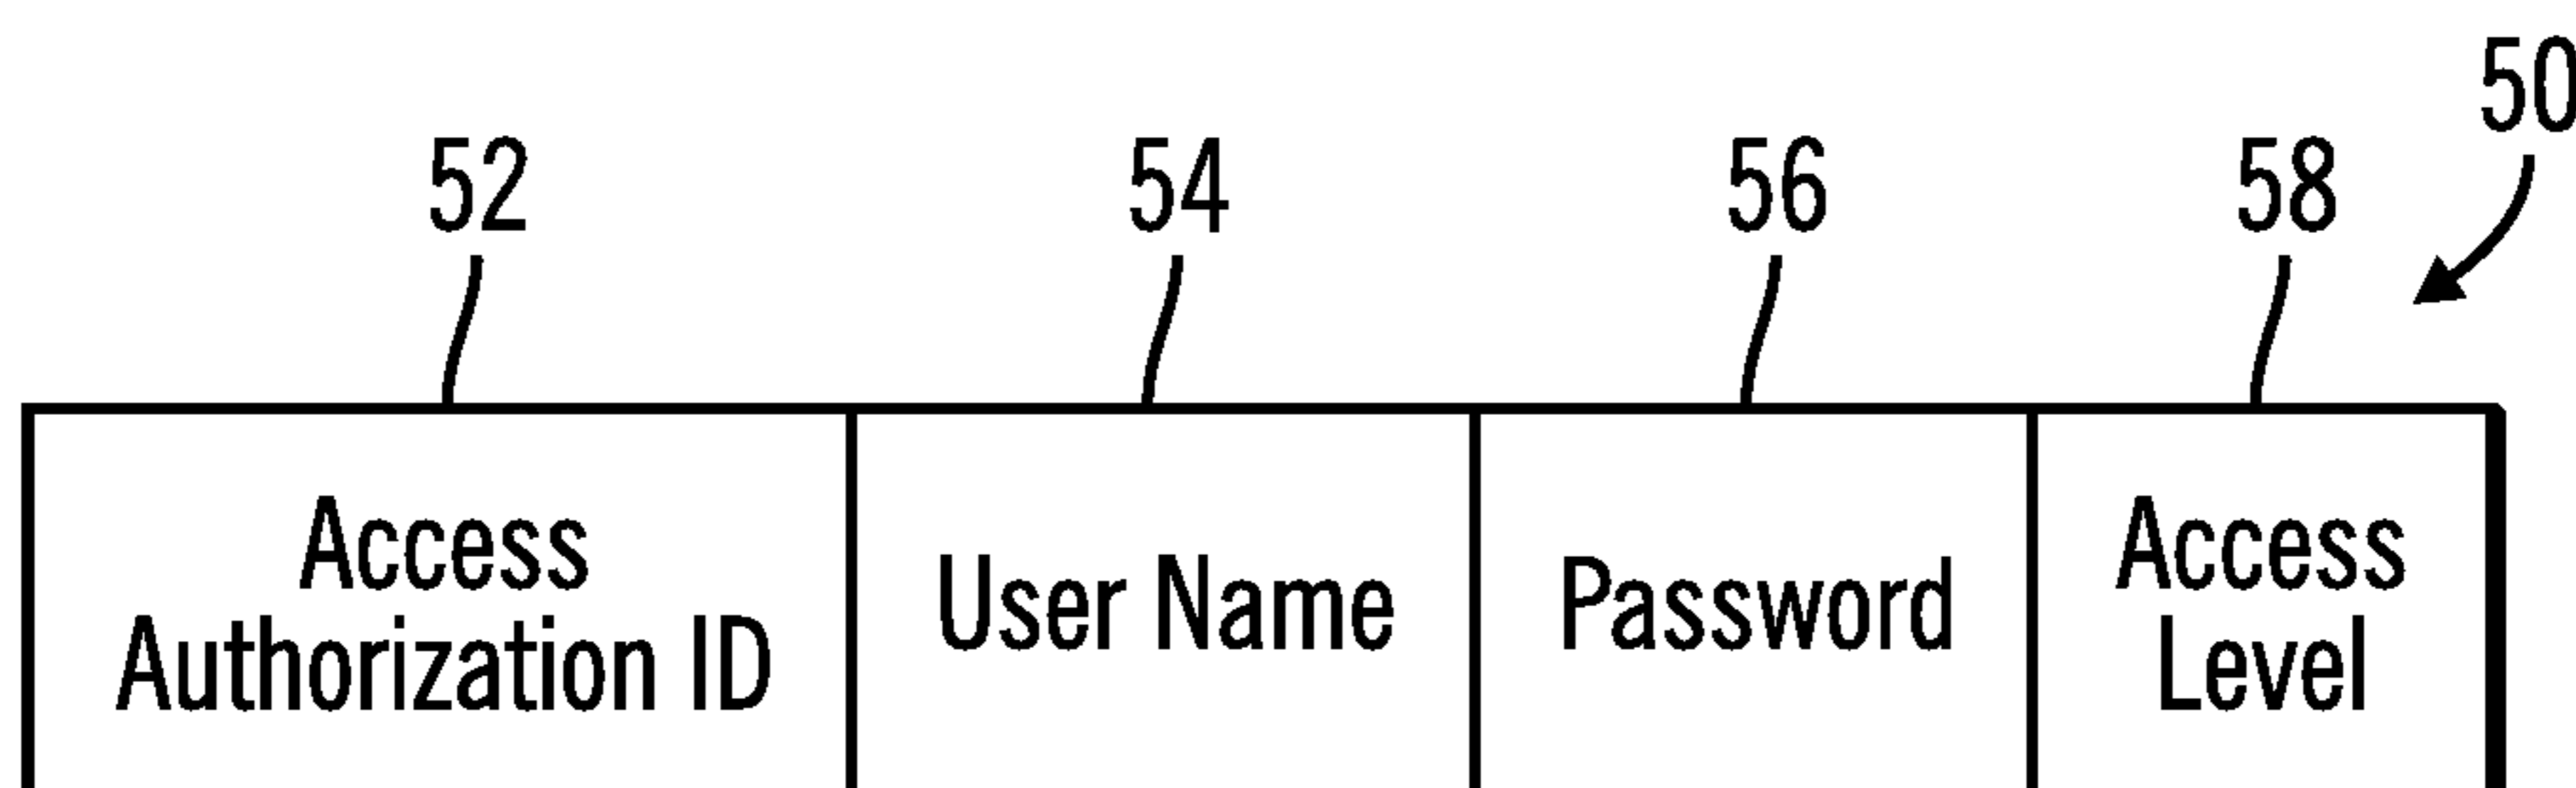 50
52 54 56 58
Access Authorization ID
User Name
Password
Access Level